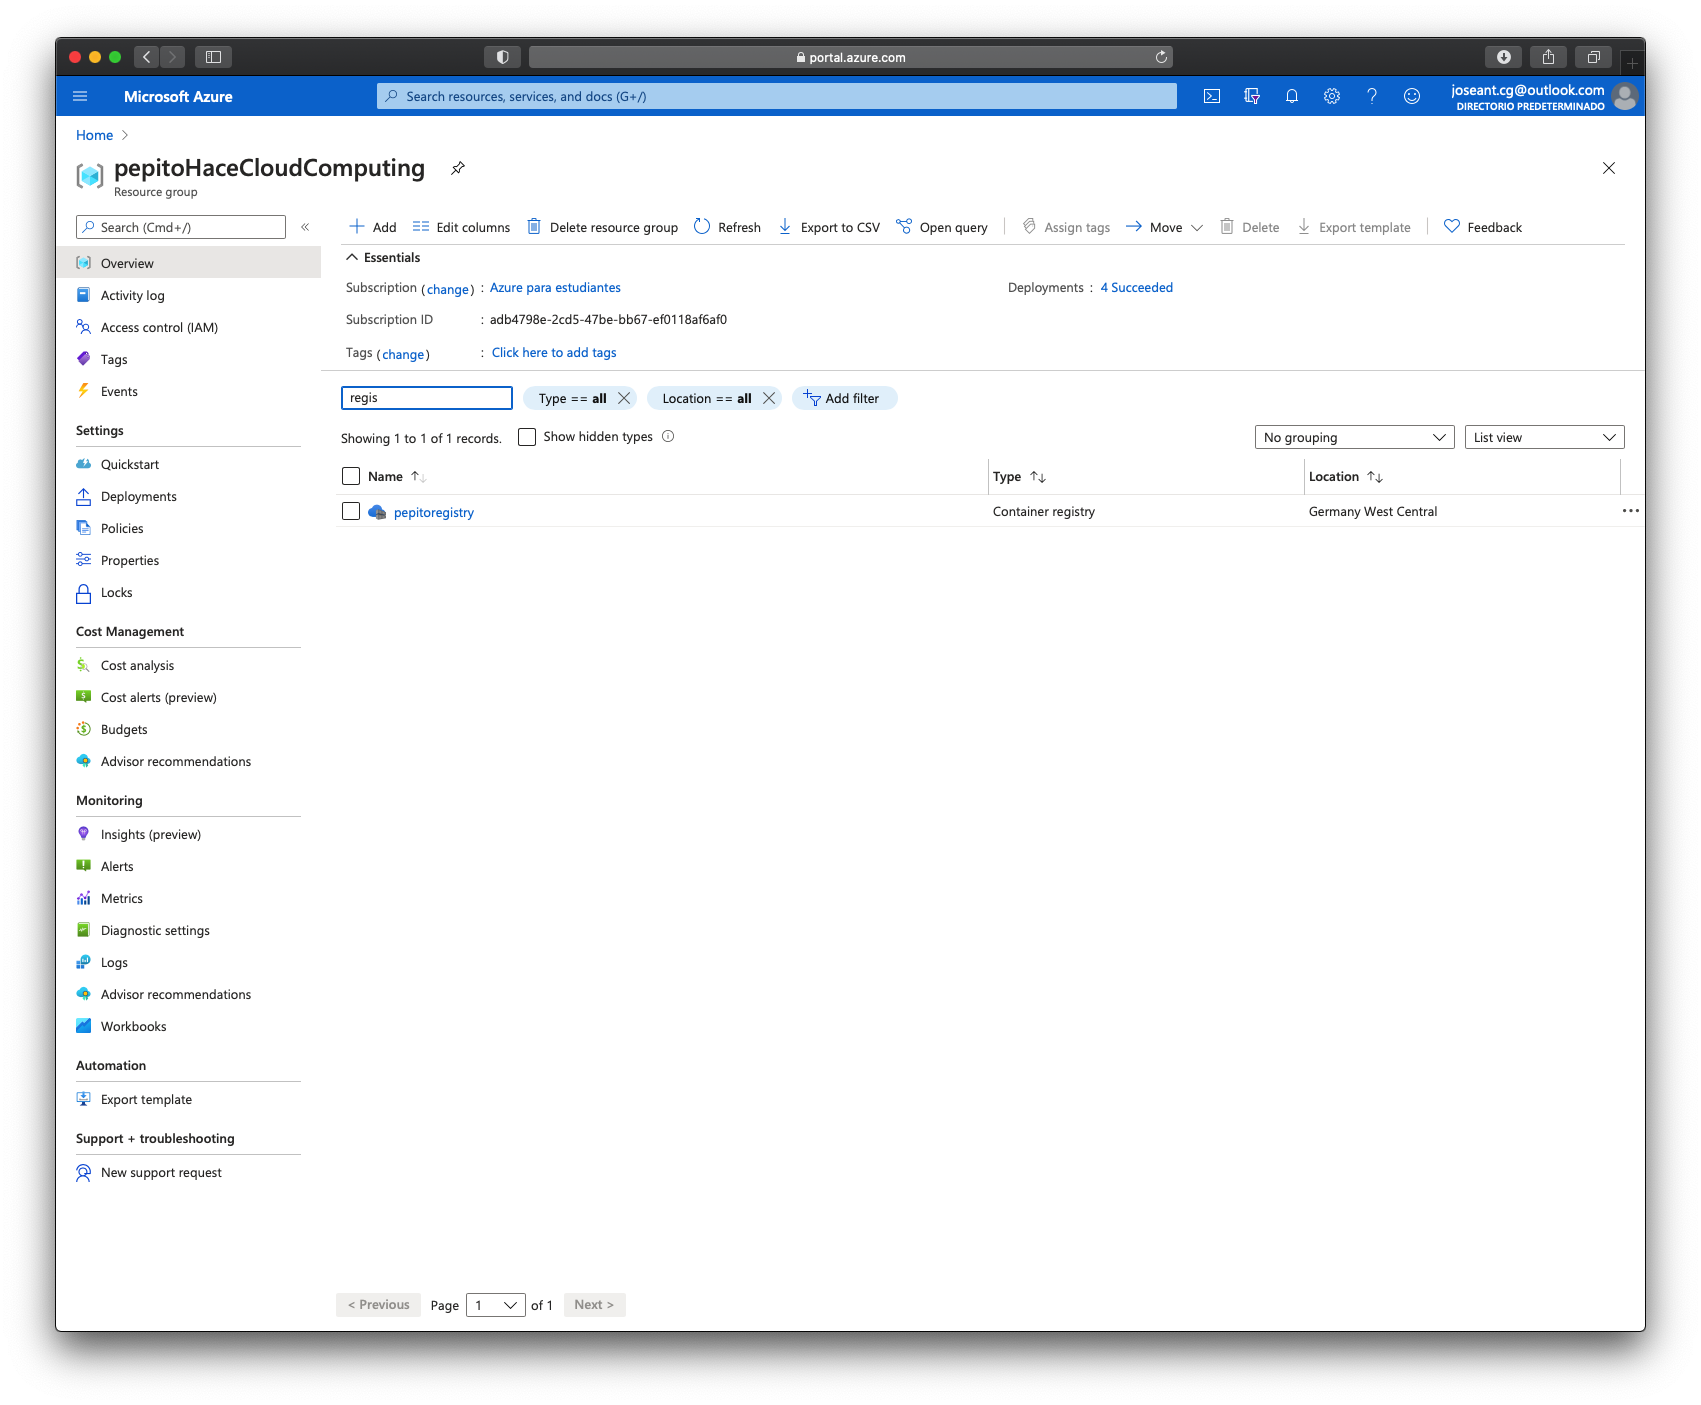 portal.azure.com
Microsoft Azure
Search resources, services, and docs (G+/)
joseant.cg@outlook.com
DIRECTORIO PREDETERMINADO
Home
pepitoHaceCloudComputing
Resource group
Search (Cmd+/)
«
Add
Edit columns
Delete resource group
Refresh
Export to CSV
Open query
Assign tags
Move
Delete
Export template
Feedback
Overview
Activity log
Access control (IAM)
Tags
Events
Settings
Quickstart
Deployments
Policies
Properties
Locks
Cost Management
Cost analysis
Cost alerts (preview)
Budgets
Advisor recommendations
Monitoring
Insights (preview)
Alerts
Metrics
Diagnostic settings
Logs
Advisor recommendations
Workbooks
Automation
Export template
Support + troubleshooting
New support request
Essentials
Subscription (change) : Azure para estudiantes
Deployments : 4 Succeeded
Subscription ID : adb4798e-2cd5-47be-bb67-ef0118af6af0
Tags (change) : Click here to add tags
regis
Type == all
Location == all
Add filter
Showing 1 to 1 of 1 records.
Show hidden types
No grouping
List view
Name
Type
Location
pepitoregistry
Container registry
Germany West Central
< Previous
Page 1 of 1
Next >